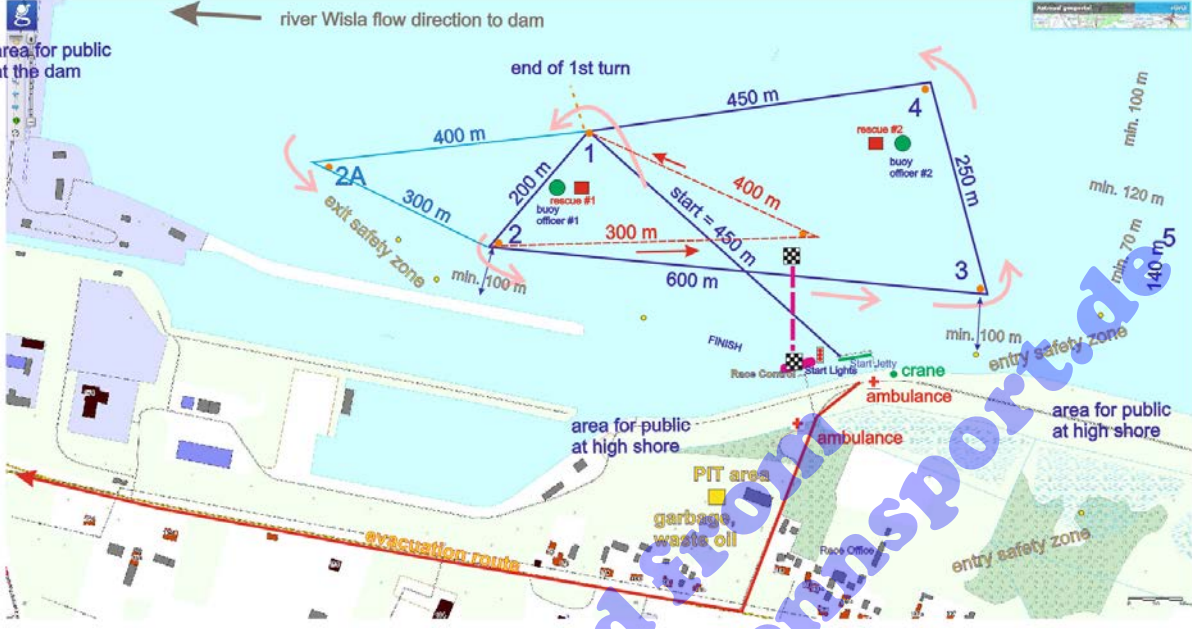 river Wisla flow direction to dam
area for public
at the dam
end of 1st turn
450 m
4
min. 100 m
400 m
1
rescue #2
buoy
officer #2
2A
200 m
rescue #1
buoy
officer #1
400 m
250 m
min. 120 m
300 m
start = 450 m
exit safety zone
2
300 m
min. 70 m
140 m
5
min. 100 m
600 m
3
min. 100 m
FINISH
entry safety zone
Race Control
Start Lights
Start Jetty
crane
ambulance
area for public
at high shore
area for public
at high shore
ambulance
PIT area
garbage,
waste oil
evacuation route
Race Office
entry safety zone